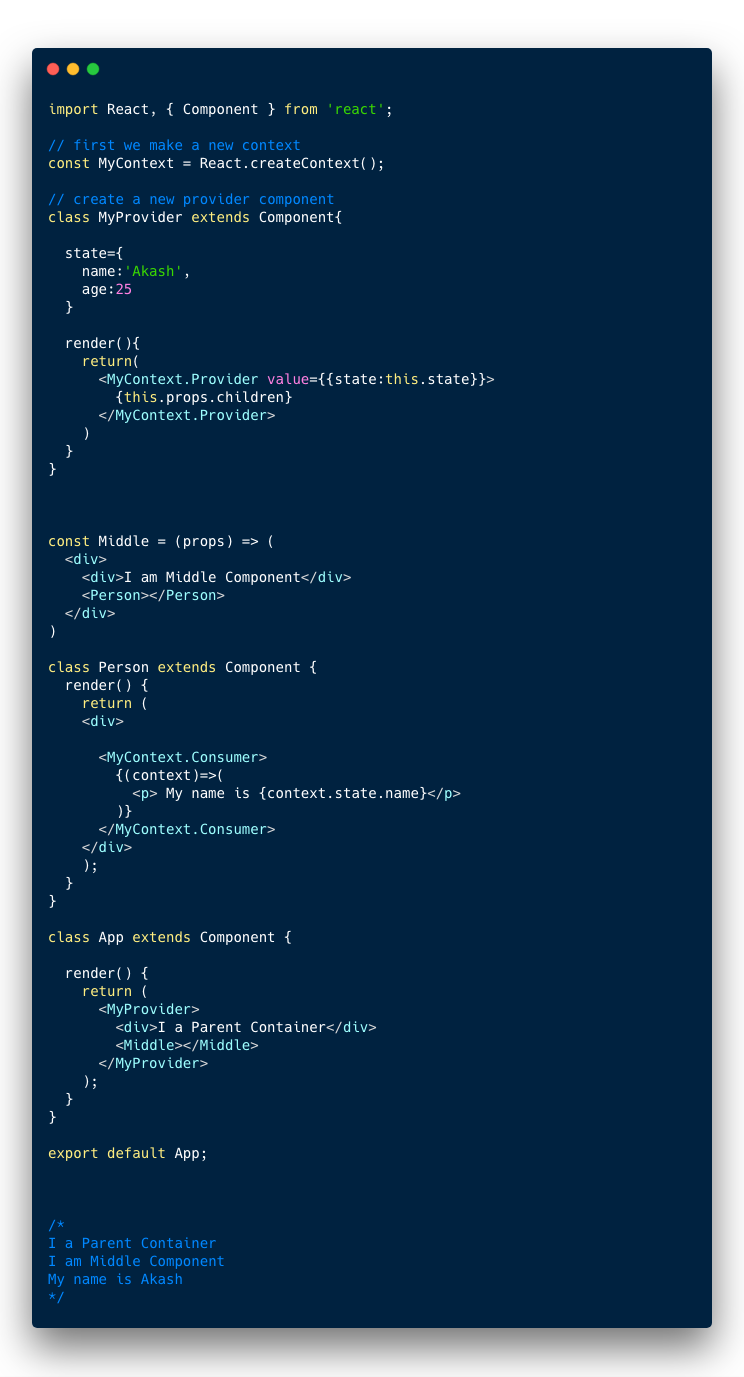 import React, { Component } from 'react';

// first we make a new context
const MyContext = React.createContext();

// create a new provider component
class MyProvider extends Component{

  state={
    name:'Akash',
    age:25
  }

  render(){
    return(
      <MyContext.Provider value={{state:this.state}}>
        {this.props.children}
      </MyContext.Provider>
    )
  }
}



const Middle = (props) => (
  <div>
    <div>I am Middle Component</div>
    <Person></Person>
  </div>
)

class Person extends Component {
  render() {
    return (
    <div>

      <MyContext.Consumer>
        {(context)=>(
          <p> My name is {context.state.name}</p>
        )}
      </MyContext.Consumer>
    </div>
    );
  }
}

class App extends Component {

  render() {
    return (
      <MyProvider>
        <div>I a Parent Container</div>
        <Middle></Middle>
      </MyProvider>
    );
  }
}

export default App;



/*
I a Parent Container
I am Middle Component
My name is Akash
*/